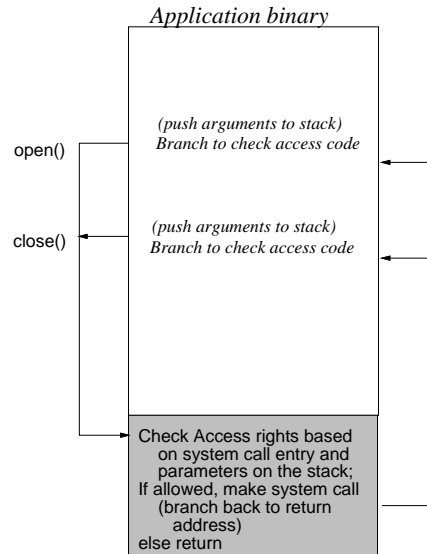 Application binary
(push arguments to stack)
open()
Branch to check access code
(push arguments to stack)
close()
Branch to check access code
Check Access rights based
on system call entry and
parameters on the stack;
If allowed, make system call
(branch back to return
address)
else return